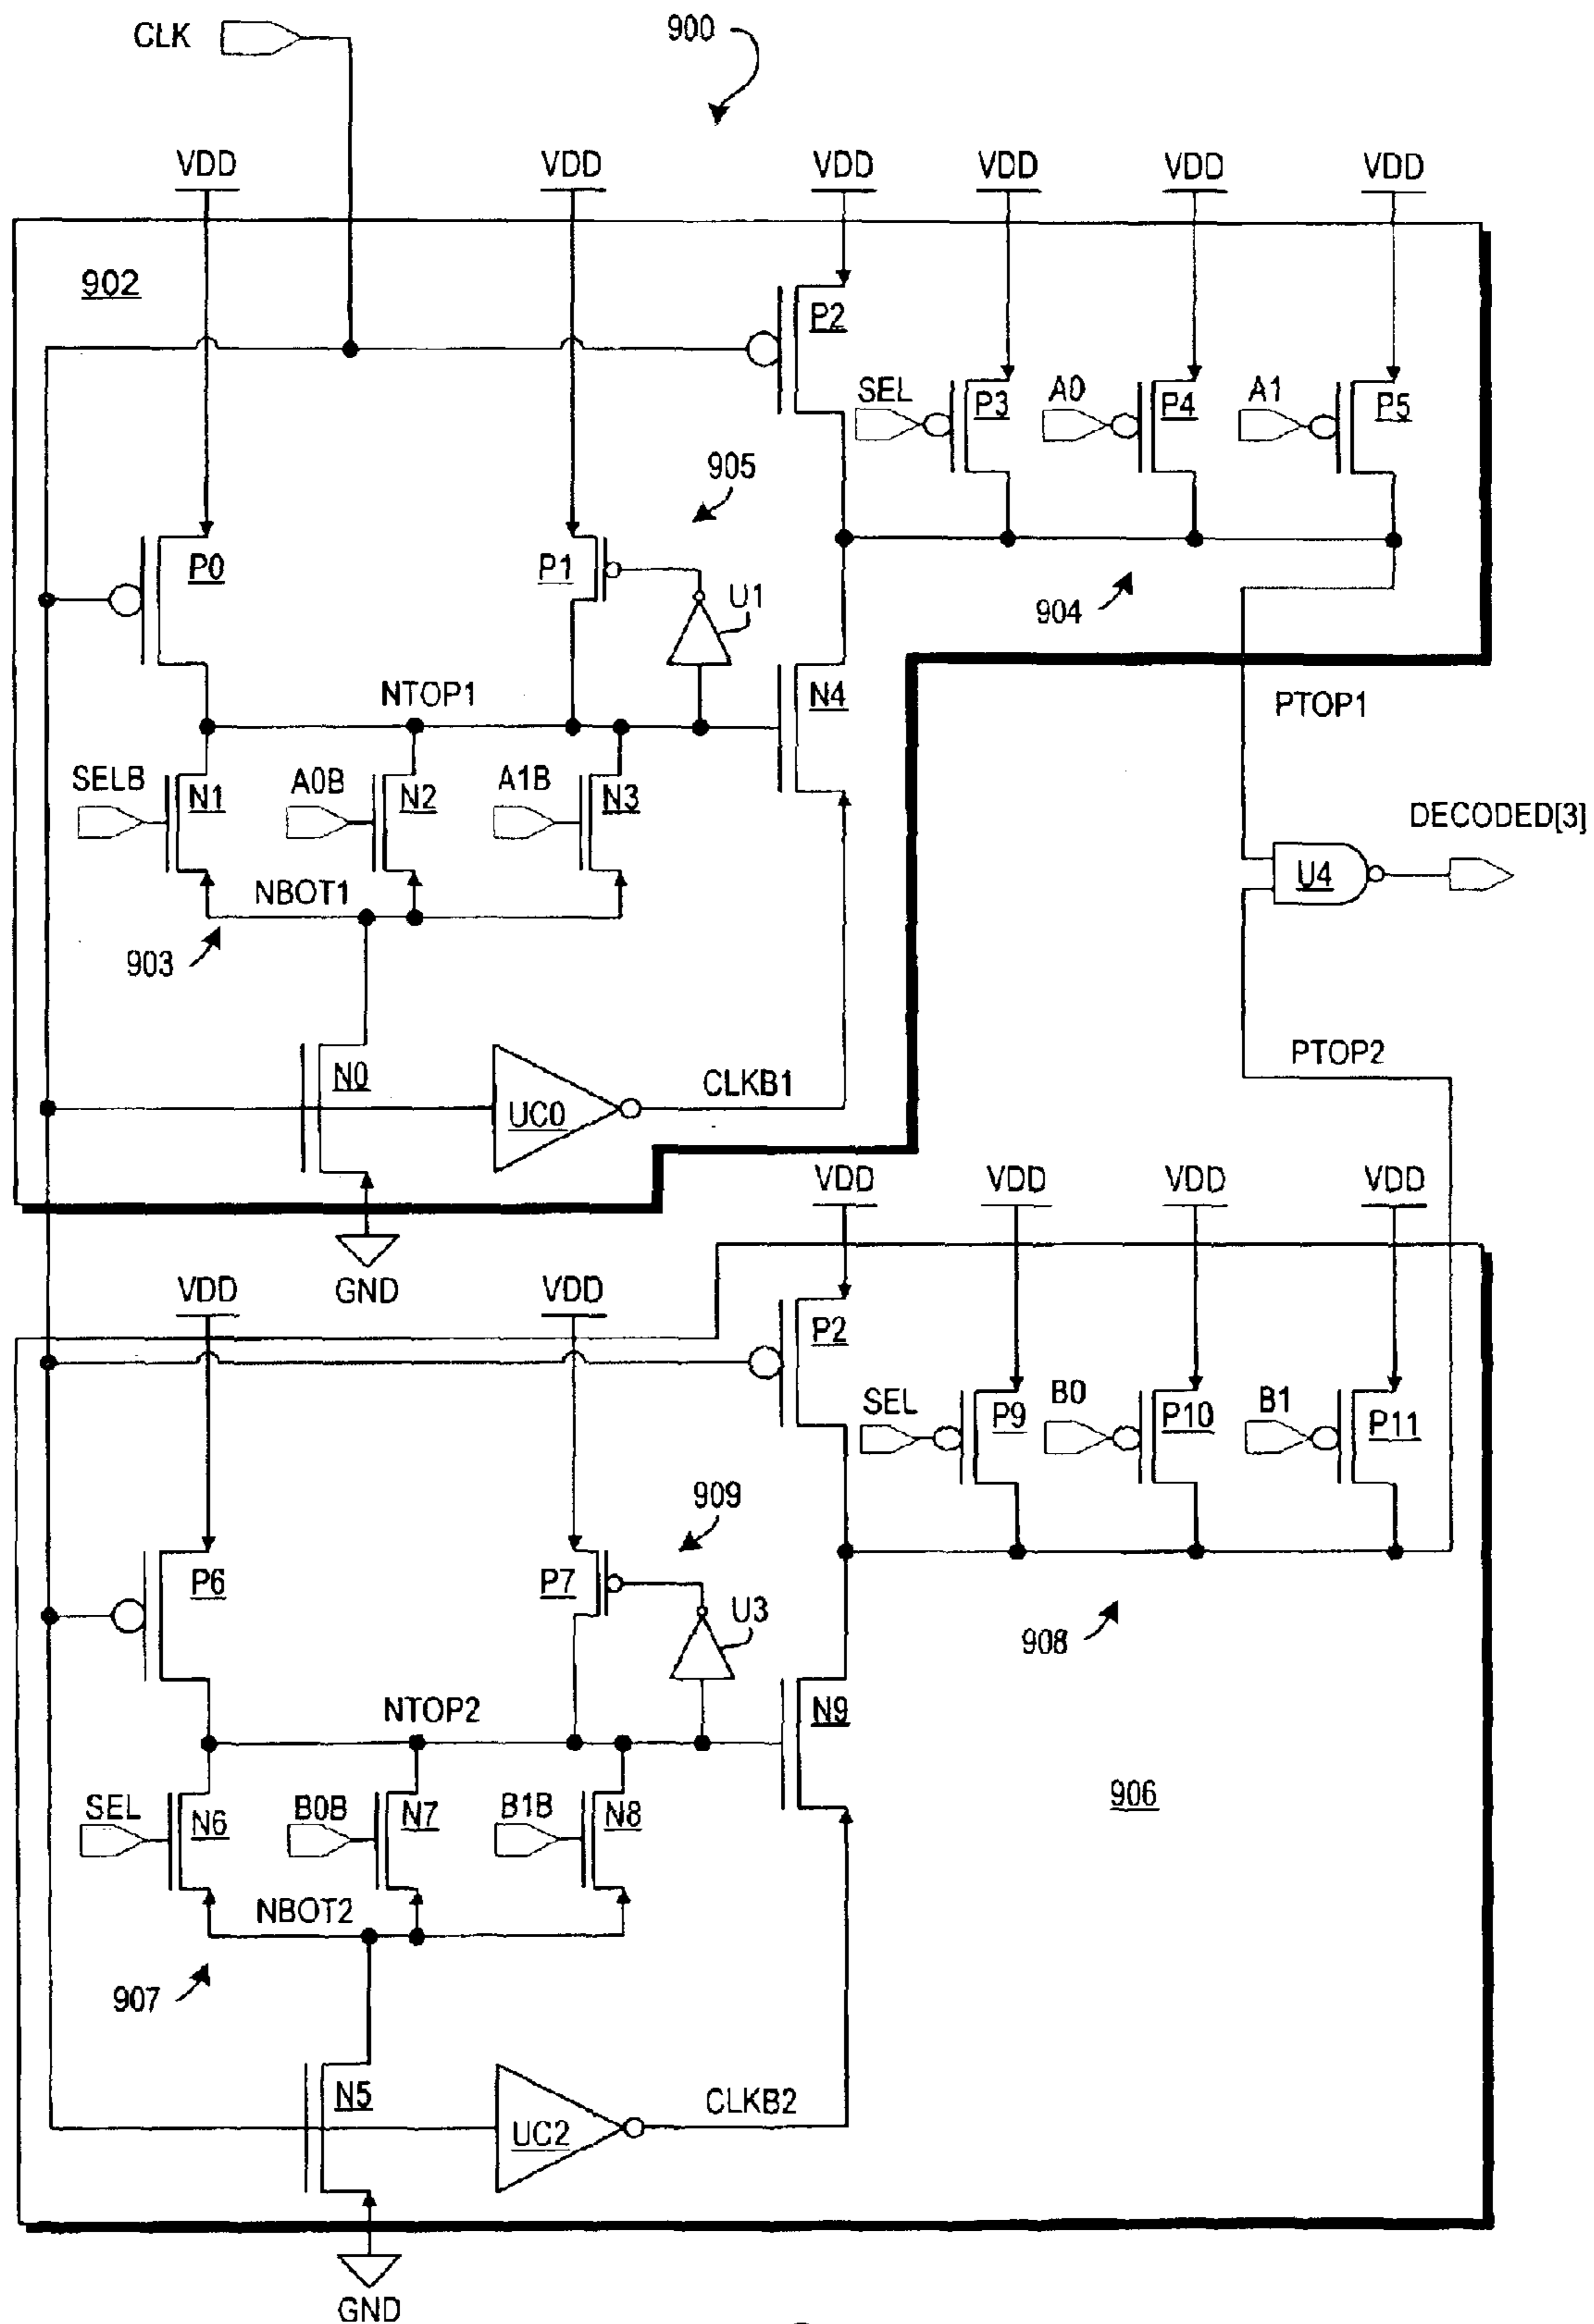 CLK
900
VDD
VDD
VDD
VDD
VDD
VDD
902
P2
SEL
P3
A0
P4
A1
P5
905
P0
P1
U1
904
NTOP1
N4
PTOP1
SELB
N1
A0B
N2
A1B
N3
DECODED[3]
U4
NBOT1
903
PTOP2
N0
UC0
CLKB1
VDD
VDD
VDD
VDD
GND
VDD
VDD
P2
SEL
P9
B0
P10
B1
P11
909
P6
P7
U3
908
NTOP2
N9
906
SEL
N6
B0B
N7
B1B
N8
NBOT2
907
N5
UC2
CLKB2
GND